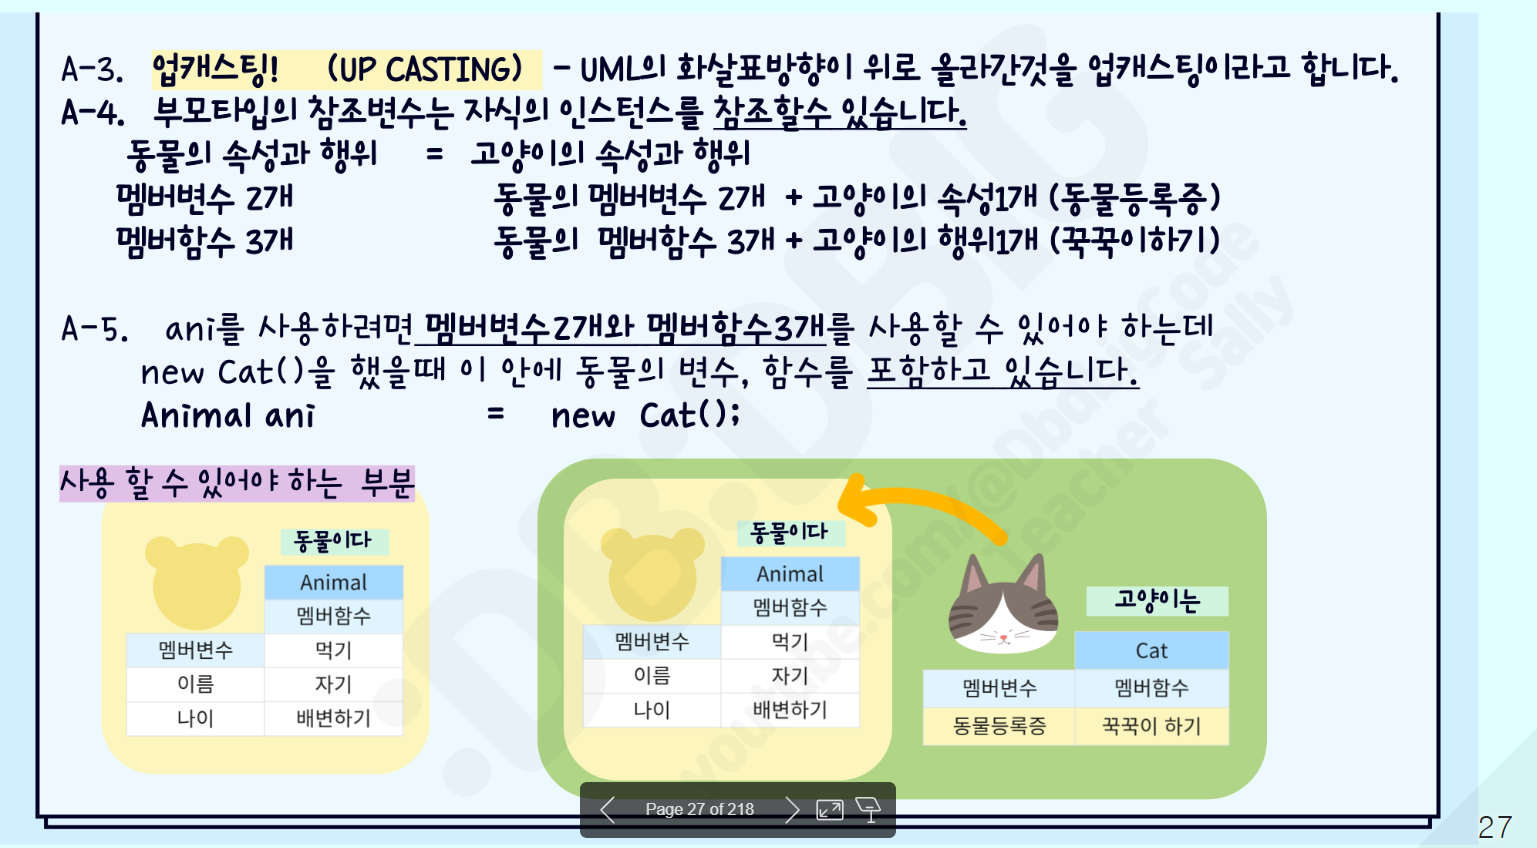 A-3. 업캐스팅! (UP CASTING) - UML의 화살표방향이 위로 올라간것을 업캐스팅이라고 합니다.
A-4. 부모타입의 참조변수는 자식의 인스턴스를 참조할수 있습니다.
동물의 속성과 행위 = 고양이의 속성과 행위
멤버변수 2개 동물의 멤버변수 2개 + 고양이의 속성1개 (동물등록증)
멤버함수 3개 동물의 멤버함수 3개 + 고양이의 행위1개 (꾹꾹이하기)
A-5. ani를 사용하려면 멤버변수2개와 멤버함수3개를 사용할 수 있어야 하는데
new Cat()을 했을때 이 안에 동물의 변수, 함수를 포함하고 있습니다.
Animal ani = new Cat();
사용 할 수 있어야 하는 부분
동물이다
Animal
멤버함수
멤버변수 먹기
이름 자기
나이 배변하기
동물이다
Animal
멤버함수
멤버변수 먹기
이름 자기
나이 배변하기
고양이는
Cat
멤버변수 멤버함수
동물등록증 꾹꾹이 하기
Page 27 of 218
27